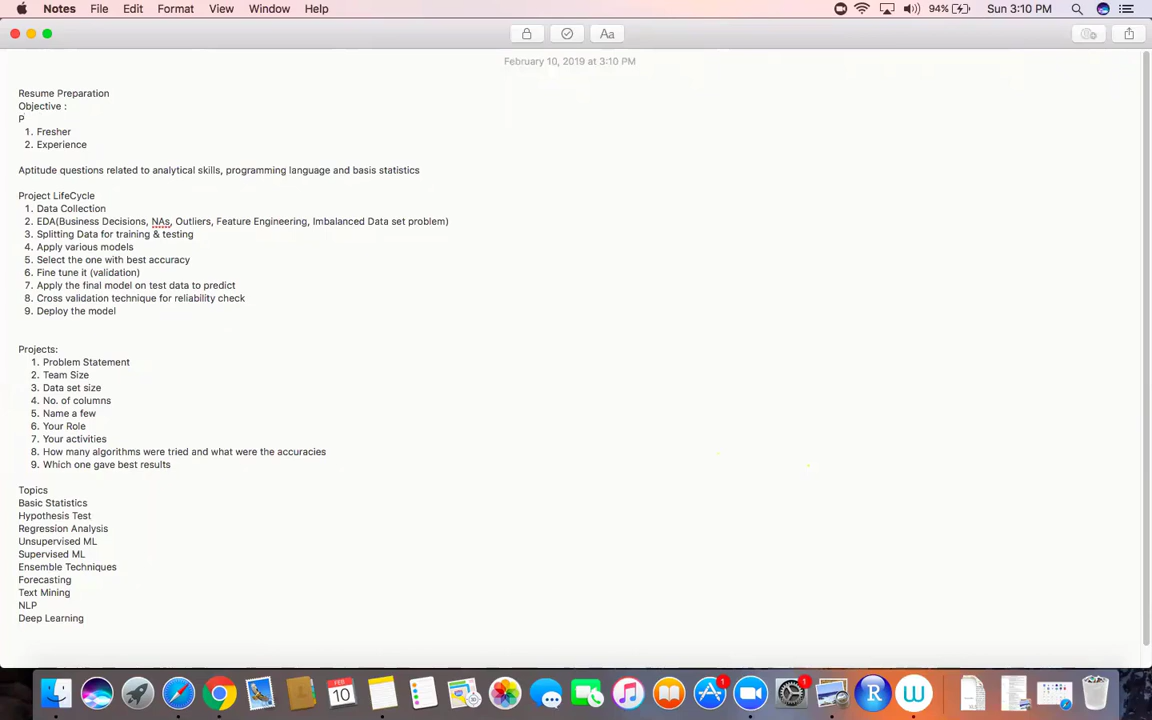 Notes File Edit Format View Window Help 94% Sun 3:10 PM
Aa
February 10, 2019 at 3:10 PM
Resume Preparation
Objective :
P
1. Fresher
2. Experience
Aptitude questions related to analytical skills, programming language and basis statistics
Project LifeCycle
1. Data Collection
2. EDA(Business Decisions, NAs, Outliers, Feature Engineering, Imbalanced Data set problem)
3. Splitting Data for training & testing
4. Apply various models
5. Select the one with best accuracy
6. Fine tune it (validation)
7. Apply the final model on test data to predict
8. Cross validation technique for reliability check
9. Deploy the model
Projects:
1. Problem Statement
2. Team Size
3. Data set size
4. No. of columns
5. Name a few
6. Your Role
7. Your activities
8. How many algorithms were tried and what were the accuracies
9. Which one gave best results
Topics
Basic Statistics
Hypothesis Test
Regression Analysis
Unsupervised ML
Supervised ML
Ensemble Techniques
Forecasting
Text Mining
NLP
Deep Learning
FEB
10
1
1
R
W